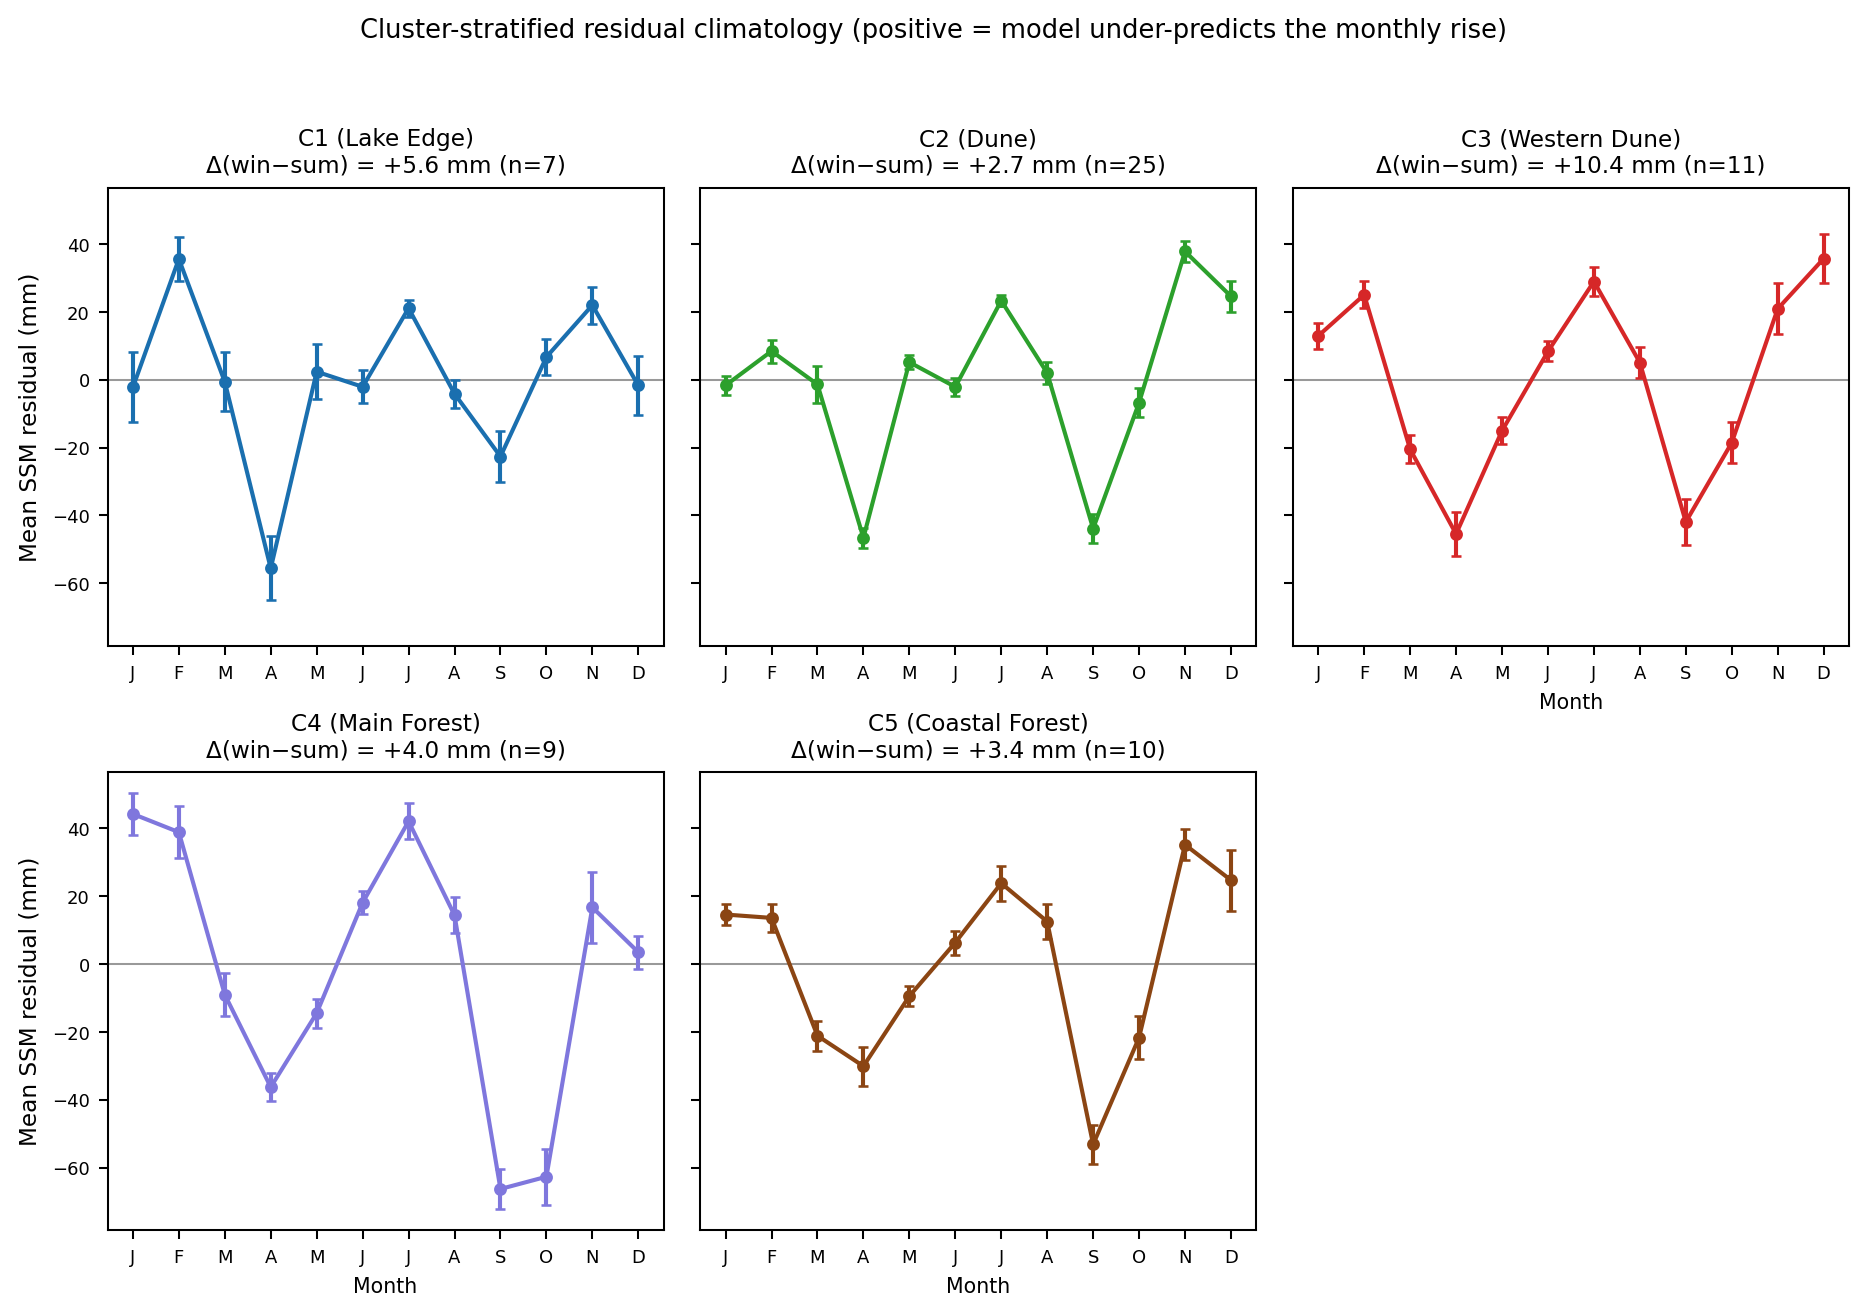 Cluster-stratified residual climatology (positive = model under-predicts the monthly rise)
C1 (Lake Edge)
Δ(win−sum) = +5.6 mm (n=7)
C2 (Dune)
Δ(win−sum) = +2.7 mm (n=25)
C3 (Western Dune)
Δ(win−sum) = +10.4 mm (n=11)
Mean SSM residual (mm)
40
20
0
−20
−40
−60
J F M A M J J A S O N D
J F M A M J J A S O N D
J F M A M J J A S O N D
Month
C4 (Main Forest)
Δ(win−sum) = +4.0 mm (n=9)
C5 (Coastal Forest)
Δ(win−sum) = +3.4 mm (n=10)
Mean SSM residual (mm)
40
20
0
−20
−40
−60
J F M A M J J A S O N D
J F M A M J J A S O N D
Month
Month